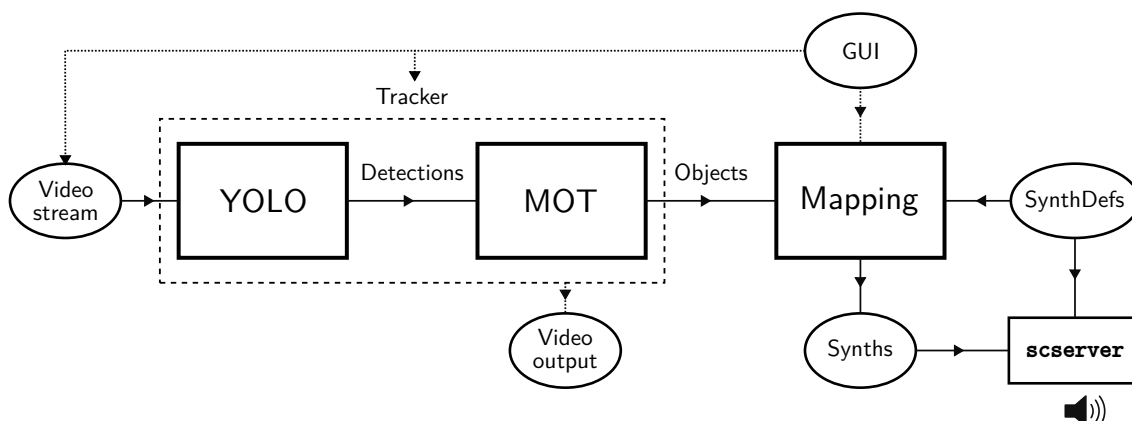 GUI
Tracker
Detections
Objects
Video
stream
YOLO
MOT
Mapping
SynthDefs
Video
output
Synths
scserver